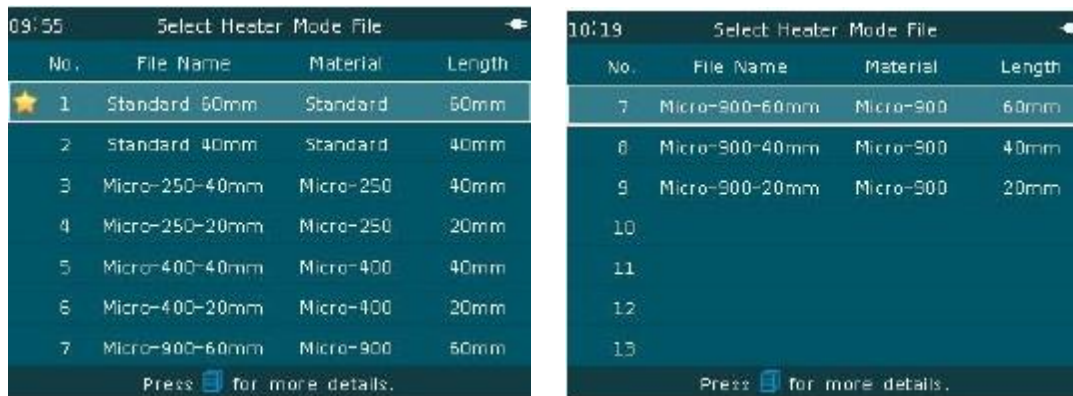 09:55 Select Heater Mode File
No. File Name Material Length
1 Standard 60mm Standard 60mm
2 Standard 40mm Standard 40mm
3 Micro-250-40mm Micro-250 40mm
4 Micro-250-20mm Micro-250 20mm
5 Micro-400-40mm Micro-400 40mm
6 Micro-400-20mm Micro-400 20mm
7 Micro-900-60mm Micro-900 60mm
Press for more details.
10:19 Select Heater Mode File
No. File Name Material Length
7 Micro-900-60mm Micro-900 60mm
8 Micro-900-40mm Micro-900 40mm
9 Micro-900-20mm Micro-900 20mm
10
11
12
13
Press for more details.